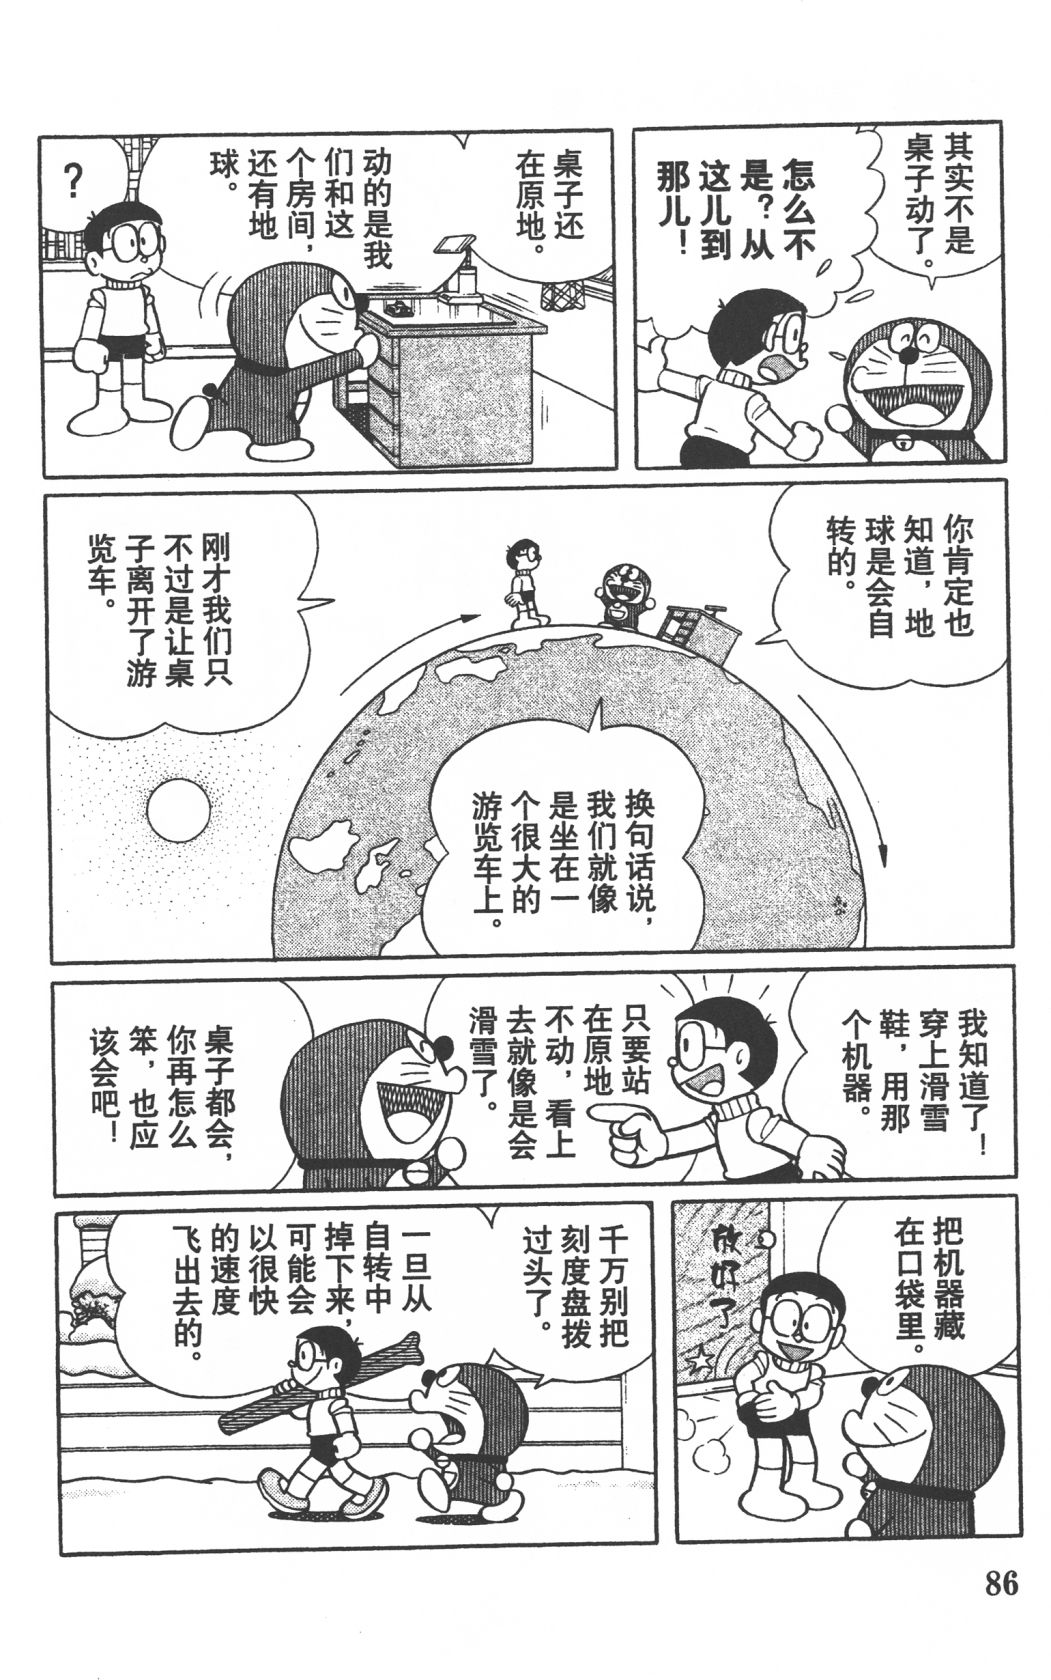 其实不是
桌子动了。
怎么不
是？从
这儿到
那儿！
桌子还
在原地。
动的是我
们和这
个房间，
还有地
球。
？
你肯定也
知道，地
球是会自
转的。
换句话说，
我们就像
是坐在一
个很大的
游览车上。
刚才我们只
不过是让桌
子离开了游
览车。
我知道了！
穿上滑雪
鞋，用那
个机器。
只要站
在原地
不动，看上
去就像是会
滑雪了。
桌子都会，
你再怎么
笨，也应
该会吧！
把机器藏
在口袋里。
放好了
千万别把
刻度盘拨
过头了。
一旦从
自转中
掉下来，
可能会
以很快
的速度
飞出去的。
86